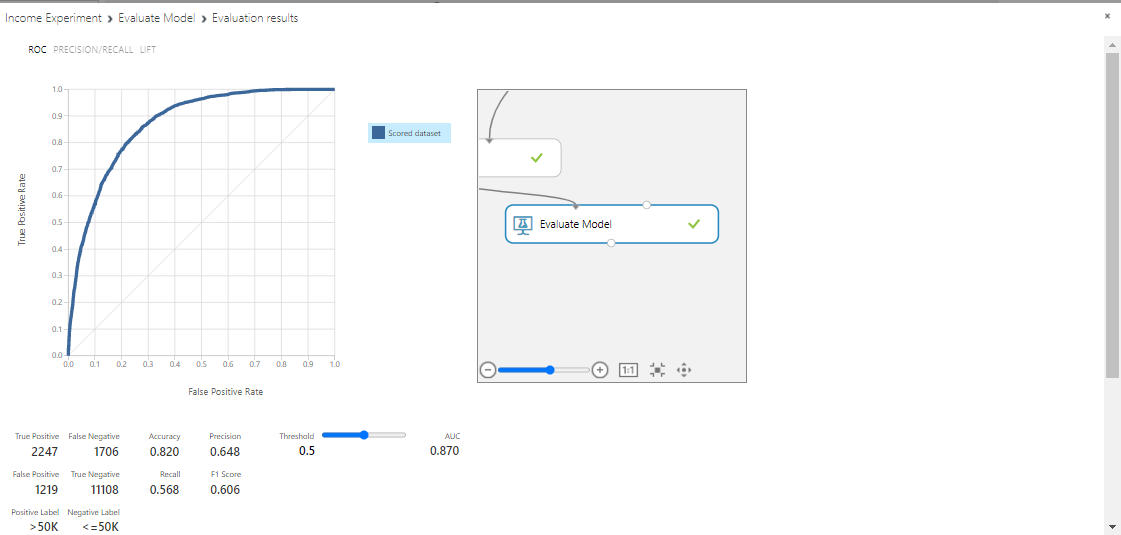 Income Experiment › Evaluate Model › Evaluation results
×
ROC PRECISION/RECALL LIFT
1.0
0.9
0.8
0.7
0.6
0.5
0.4
0.3
0.2
0.1
0.0
True Positive Rate
0.0 0.1 0.2 0.3 0.4 0.5 0.6 0.7 0.8 0.9 1.0
False Positive Rate
Scored dataset
Evaluate Model
1:1
True Positive False Negative Accuracy Precision Threshold AUC
2247 1706 0.820 0.648 0.5 0.870
False Positive True Negative Recall F1 Score
1219 11108 0.568 0.606
Positive Label Negative Label
>50K <=50K